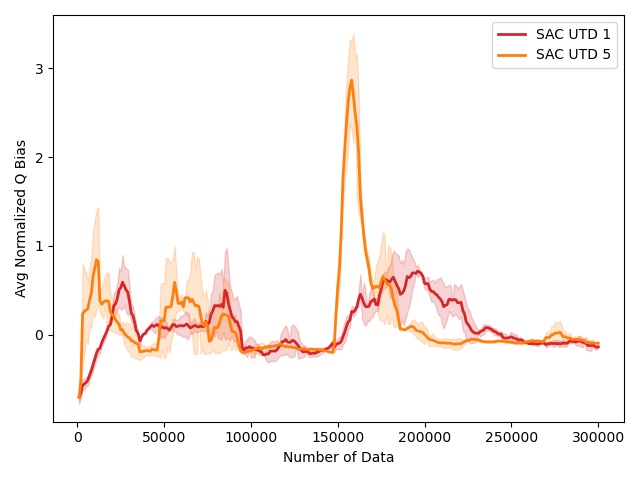 SAC UTD 1
SAC UTD 5
Avg Normalized Q Bias
3
2
1
0
0 50000 100000 150000 200000 250000 300000
Number of Data